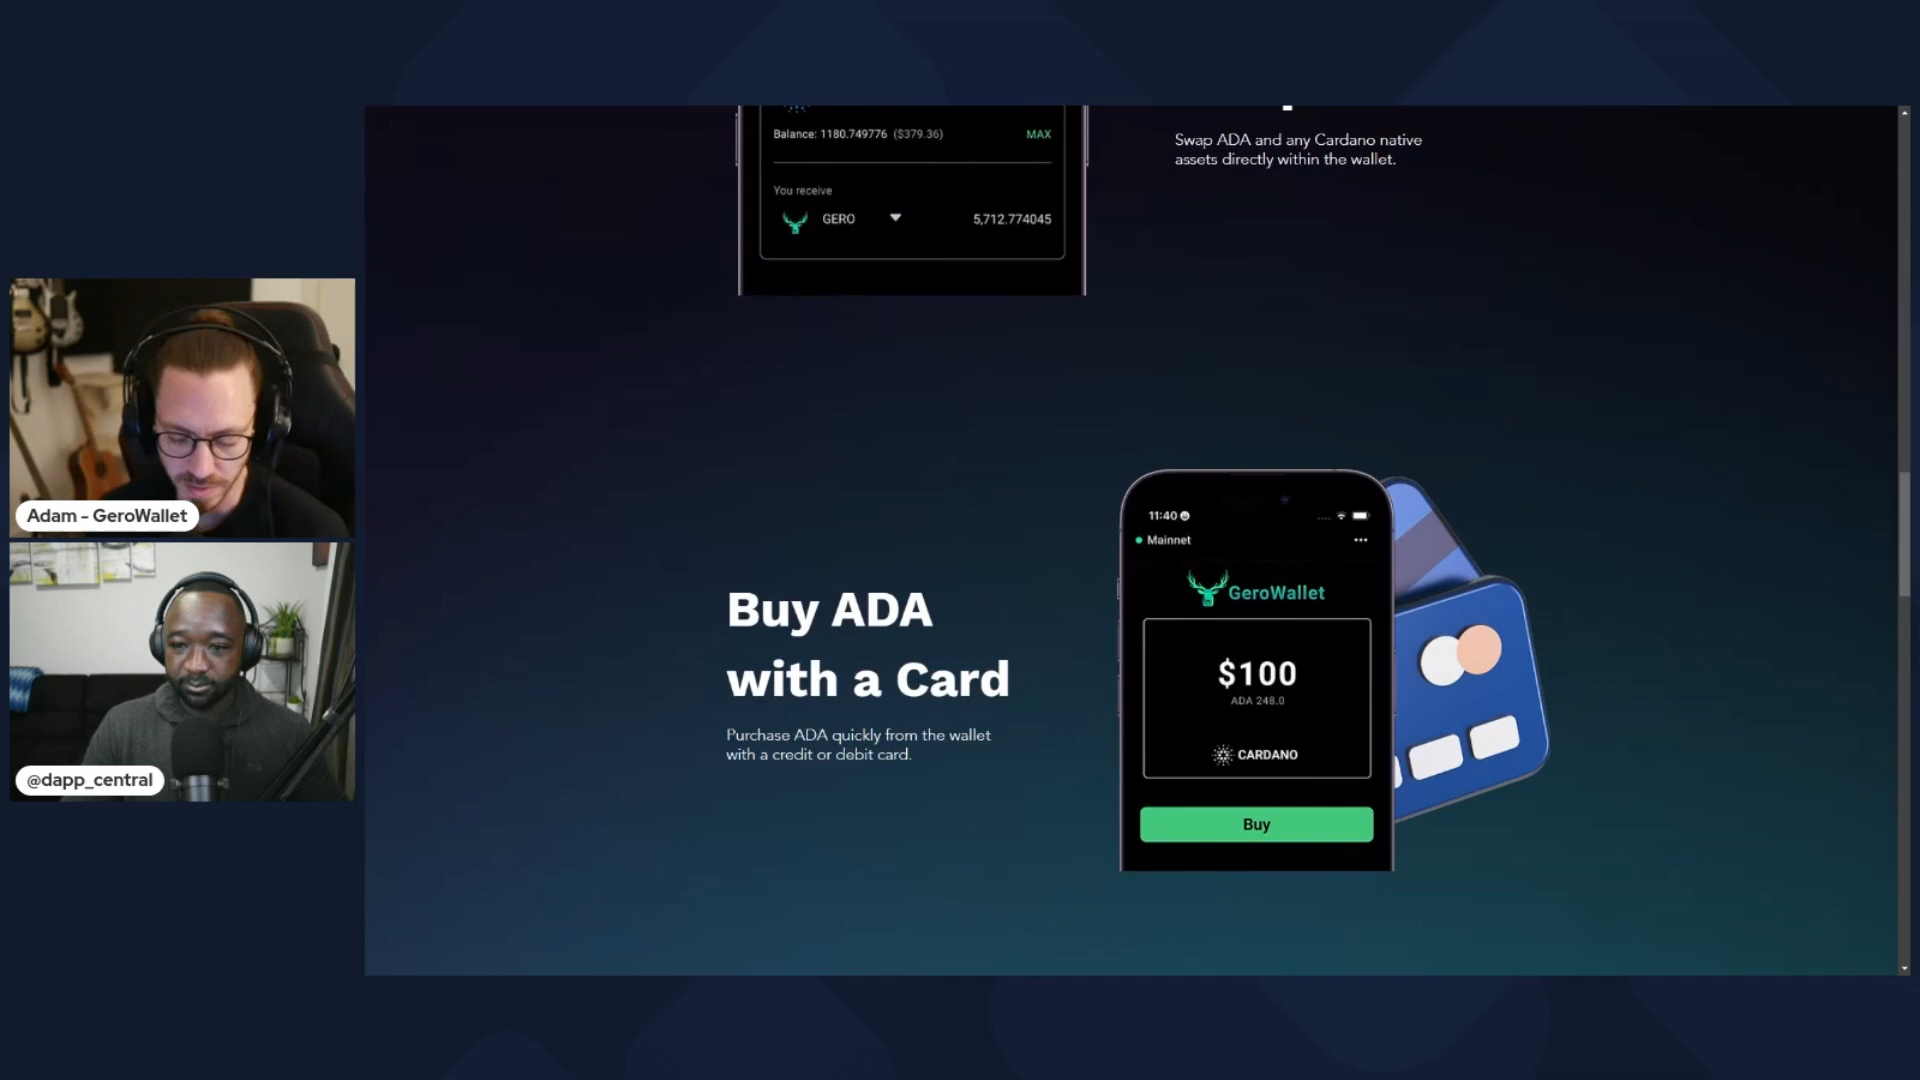 Balance: 1180.749776 ($379.36) MAX
You receive
GERO 5,712.774045
Swap ADA and any Cardano native
assets directly within the wallet.
Adam - GeroWallet
@dapp_central
Buy ADA
with a Card
Purchase ADA quickly from the wallet
with a credit or debit card.
11:40
Mainnet
GeroWallet
$100
ADA 248.0
CARDANO
Buy